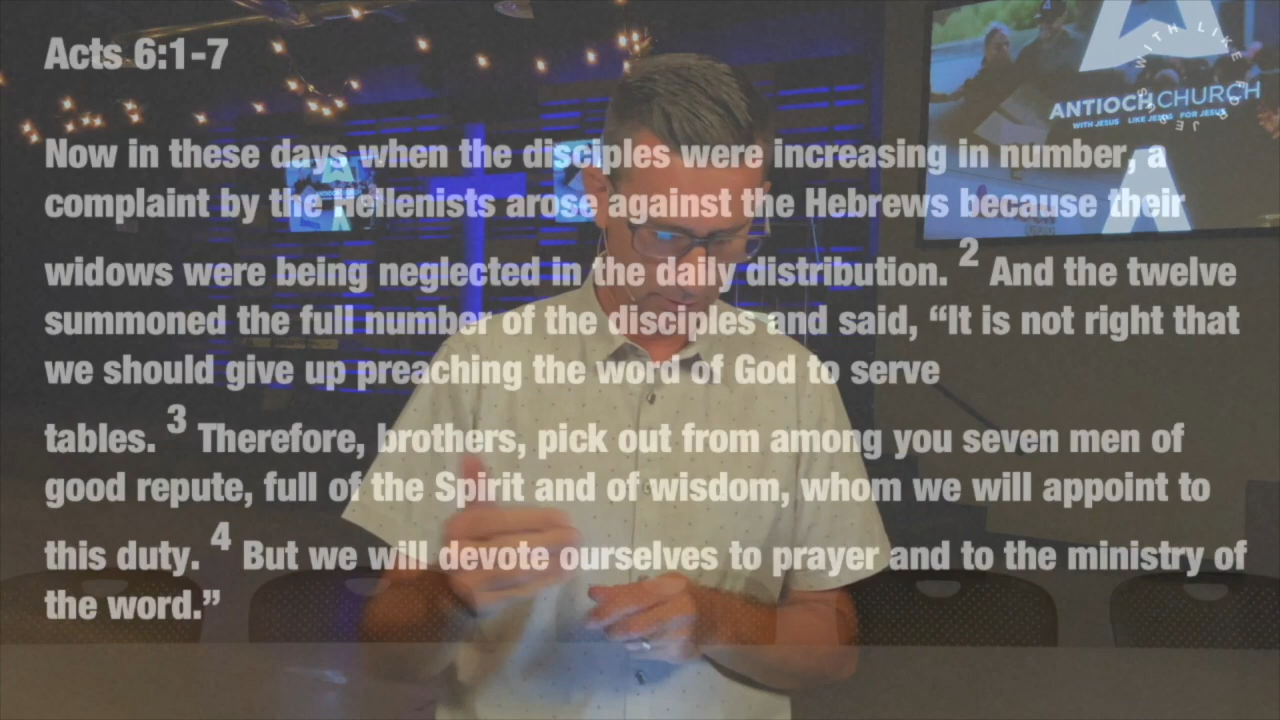 Acts 6:1-7
Now in these days when the disciples were increasing in number, a
complaint by the Hellenists arose against the Hebrews because their
widows were being neglected in the daily distribution. 2 And the twelve
summoned the full number of the disciples and said, “It is not right that
we should give up preaching the word of God to serve
tables. 3 Therefore, brothers, pick out from among you seven men of
good repute, full of the Spirit and of wisdom, whom we will appoint to
this duty. 4 But we will devote ourselves to prayer and to the ministry of
the word.”
ANTIOCH CHURCH
WITH JESUS LIKE JESUS FOR JESUS
WITH LIKE FOR